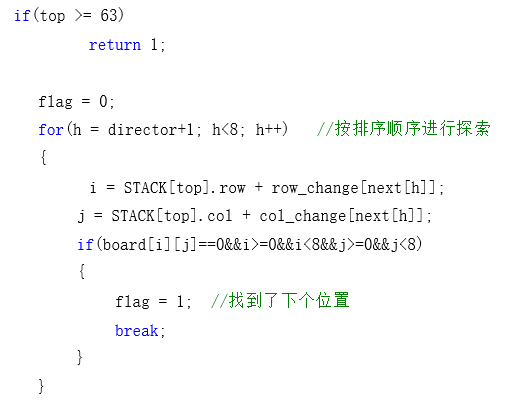 if(top >= 63)
return 1;
flag = 0;
for(h = director+1; h<8; h++) //按排序顺序进行探索
{
i = STACK[top].row + row_change[next[h]];
j = STACK[top].col + col_change[next[h]];
if(board[i][j]==0&&i>=0&&i<8&&j>=0&&j<8)
{
flag = 1; //找到了下个位置
break;
}
}